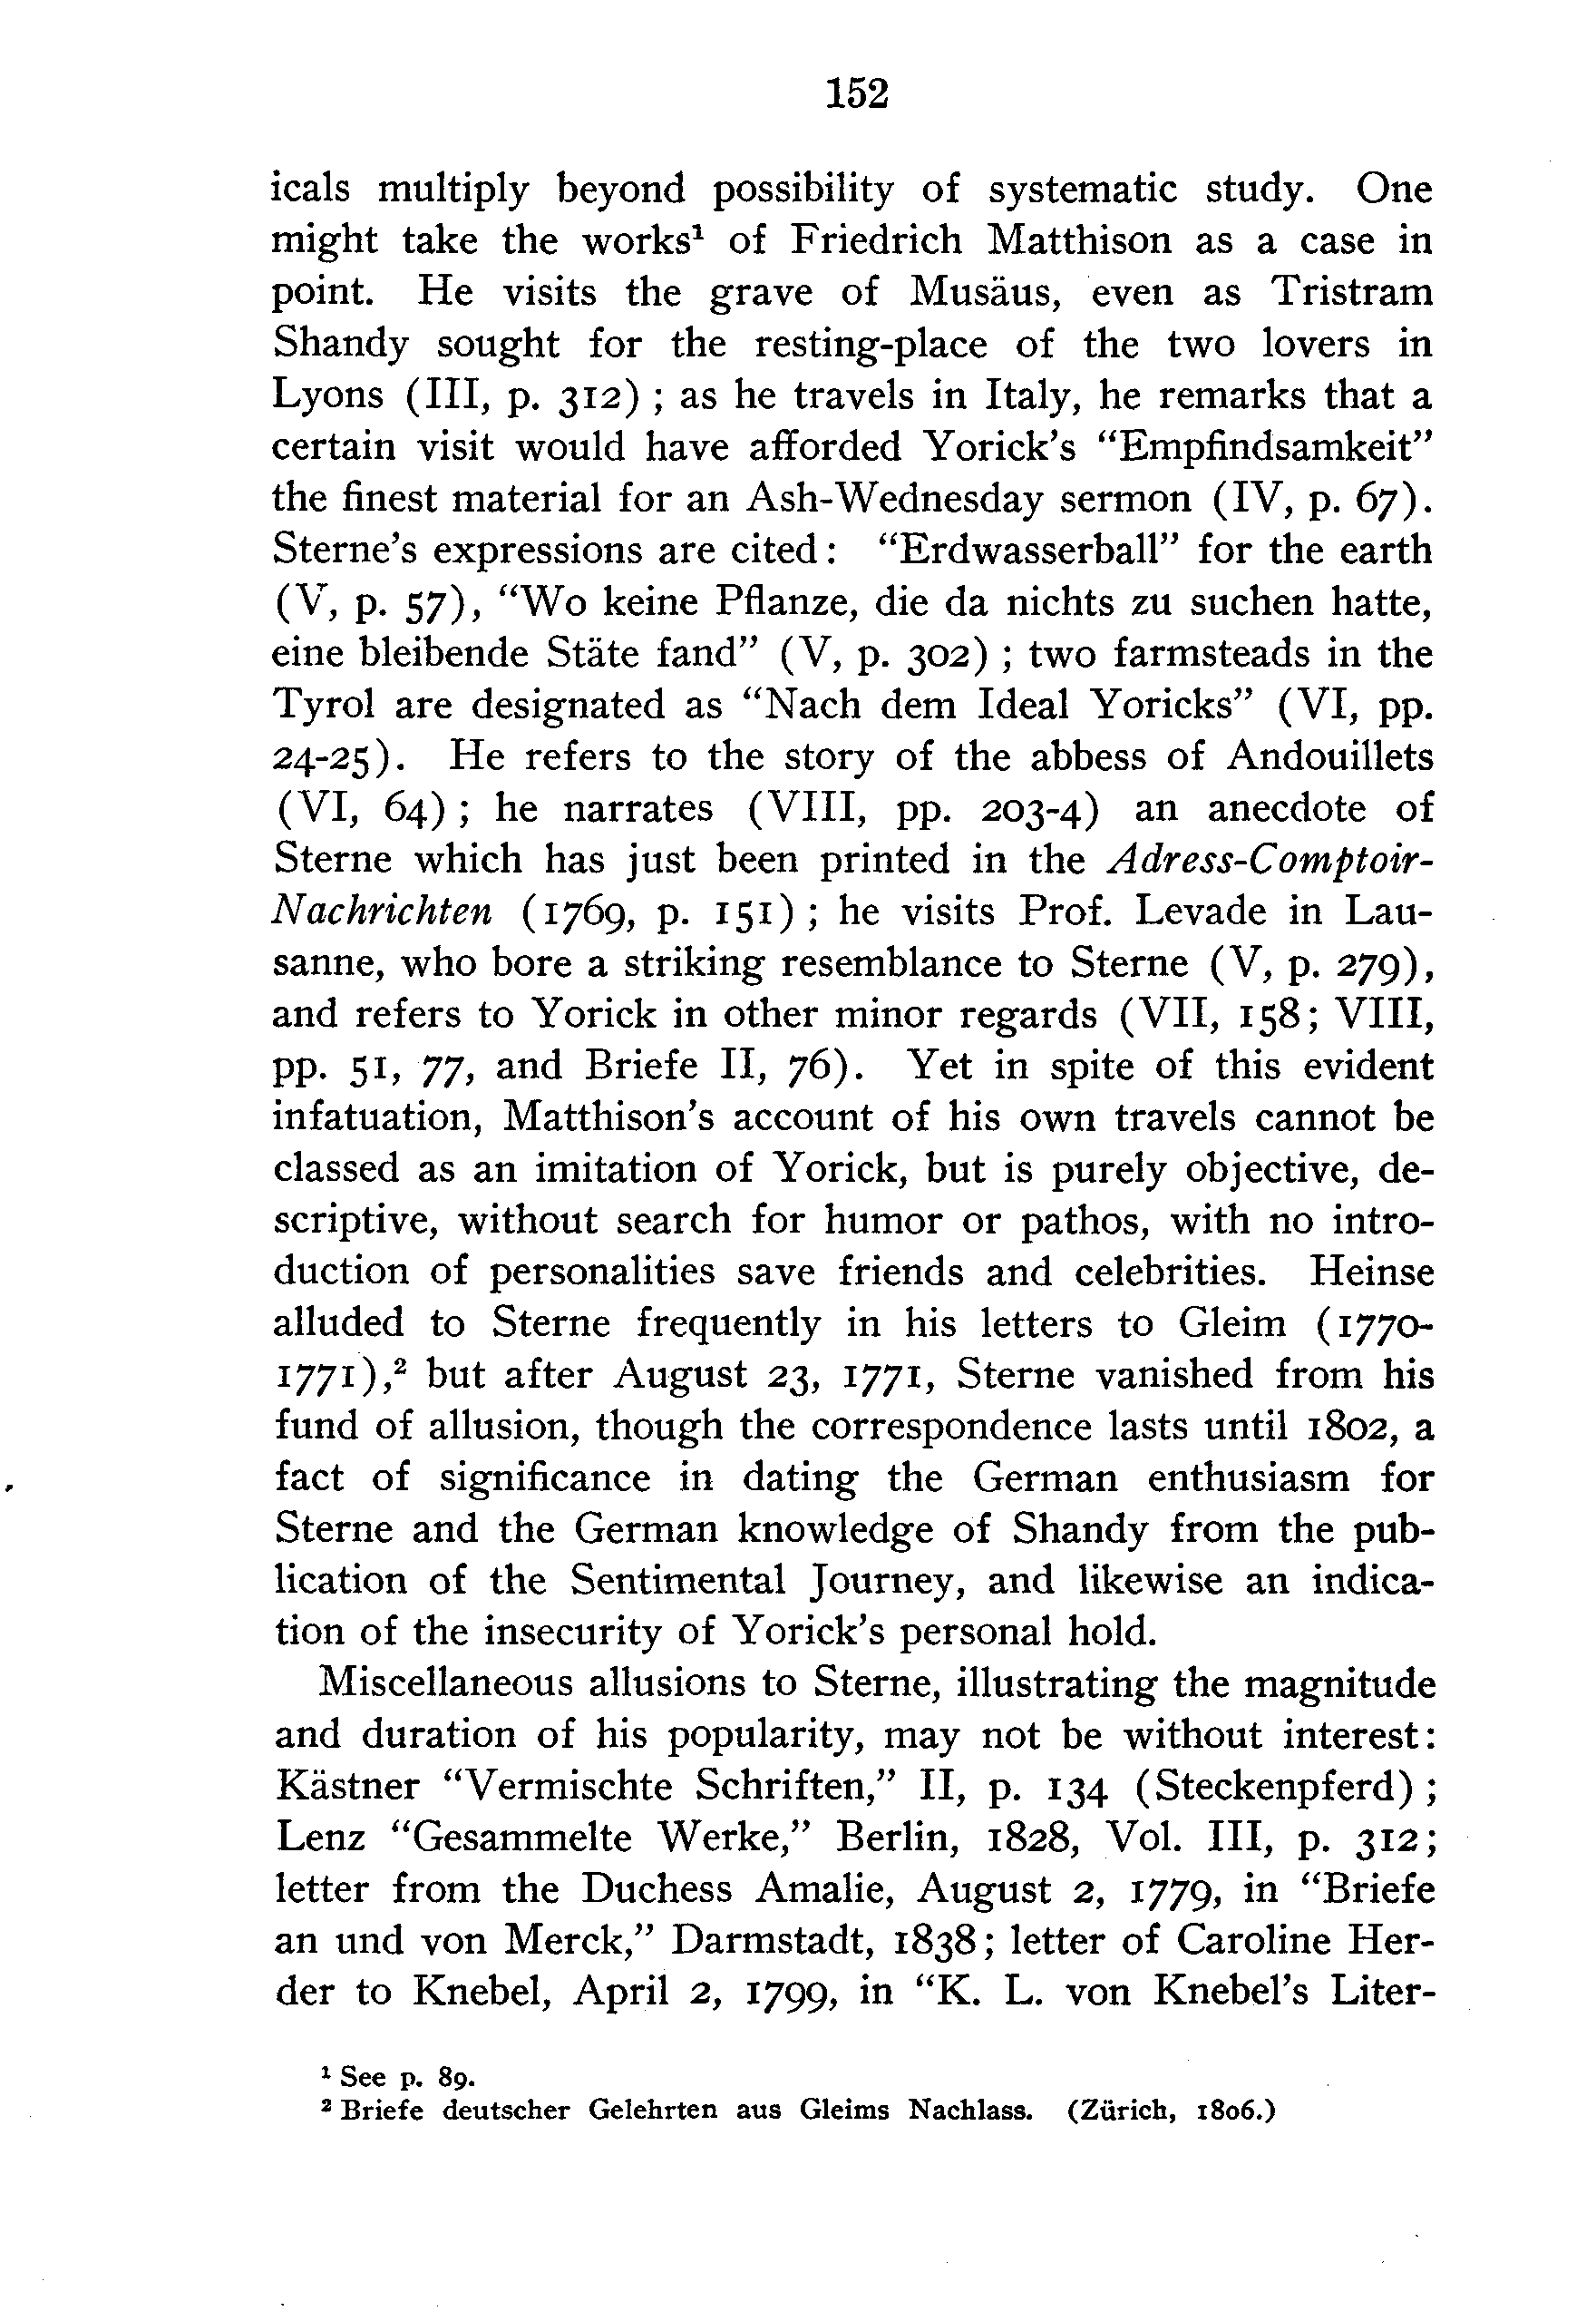 152
icals multiply beyond possibility of systematic study. One
might take the works¹ of Friedrich Matthison as a case in
point. He visits the grave of Musäus, even as Tristram
Shandy sought for the resting-place of the two lovers in
Lyons (III, p. 312) ; as he travels in Italy, he remarks that a
certain visit would have afforded Yorick's “Empfindsamkeit”
the finest material for an Ash-Wednesday sermon (IV, p. 67).
Sterne's expressions are cited: “Erdwasserball” for the earth
(V, p. 57), “Wo keine Pflanze, die da nichts zu suchen hatte,
eine bleibende Stäte fand” (V, p. 302) ; two farmsteads in the
Tyrol are designated as “Nach dem Ideal Yoricks” (VI, pp.
24-25). He refers to the story of the abbess of Andouillets
(VI, 64) ; he narrates (VIII, pp. 203-4) an anecdote of
Sterne which has just been printed in the Adress-Comptoir-
Nachrichten (1769, p. 151) ; he visits Prof. Levade in Lau-
sanne, who bore a striking resemblance to Sterne (V, p. 279),
and refers to Yorick in other minor regards (VII, 158; VIII,
pp. 51, 77, and Briefe II, 76). Yet in spite of this evident
infatuation, Matthison's account of his own travels cannot be
classed as an imitation of Yorick, but is purely objective, de-
scriptive, without search for humor or pathos, with no intro-
duction of personalities save friends and celebrities. Heinse
alluded to Sterne frequently in his letters to Gleim (1770-
1771),² but after August 23, 1771, Sterne vanished from his
fund of allusion, though the correspondence lasts until 1802, a
fact of significance in dating the German enthusiasm for
Sterne and the German knowledge of Shandy from the pub-
lication of the Sentimental Journey, and likewise an indica-
tion of the insecurity of Yorick's personal hold.
Miscellaneous allusions to Sterne, illustrating the magnitude
and duration of his popularity, may not be without interest:
Kästner “Vermischte Schriften,” II, p. 134 (Steckenpferd) ;
Lenz “Gesammelte Werke,” Berlin, 1828, Vol. III, p. 312;
letter from the Duchess Amalie, August 2, 1779, in “Briefe
an und von Merck,” Darmstadt, 1838; letter of Caroline Her-
der to Knebel, April 2, 1799, in “K. L. von Knebel's Liter-
¹ See p. 89.
² Briefe deutscher Gelehrten aus Gleims Nachlass. (Zürich, 1806.)